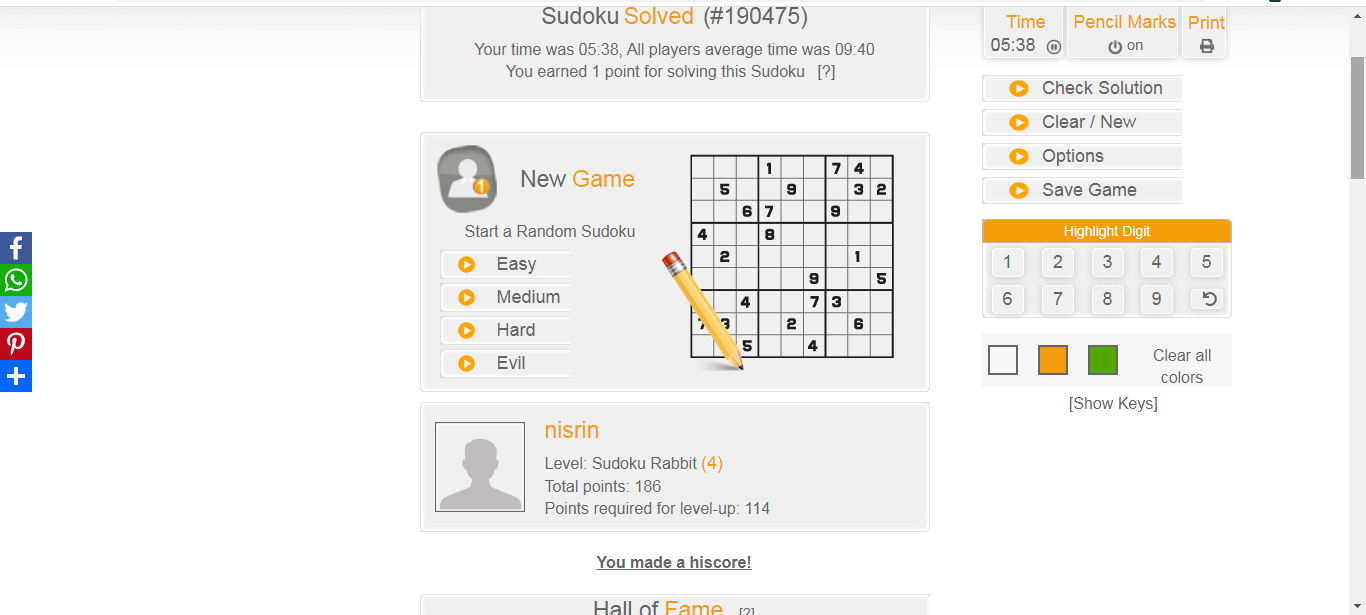 Sudoku Solved (#190475)
Your time was 05:38, All players average time was 09:40
You earned 1 point for solving this Sudoku [?]
New Game
Start a Random Sudoku
Easy
Medium
Hard
Evil
1
1 7 4
5 9 3 2
6 7 9
4 8
2 1
9 5
4 7 3
7 3 2 6
5 4
nisrin
Level: Sudoku Rabbit (4)
Total points: 186
Points required for level-up: 114
You made a hiscore!
Hall of Fame [?]
Time
05:38
Pencil Marks
on
Print
Check Solution
Clear / New
Options
Save Game
Highlight Digit
1 2 3 4 5
6 7 8 9
Clear all
colors
[Show Keys]